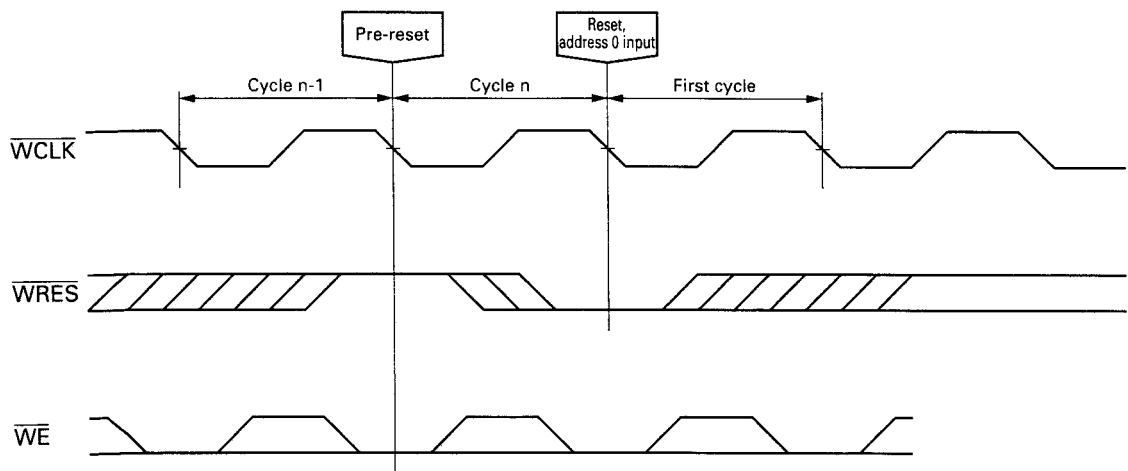 Pre-reset
Reset,
address 0 input
Cycle n-1
Cycle n
First cycle
WCLK
WRES
WE